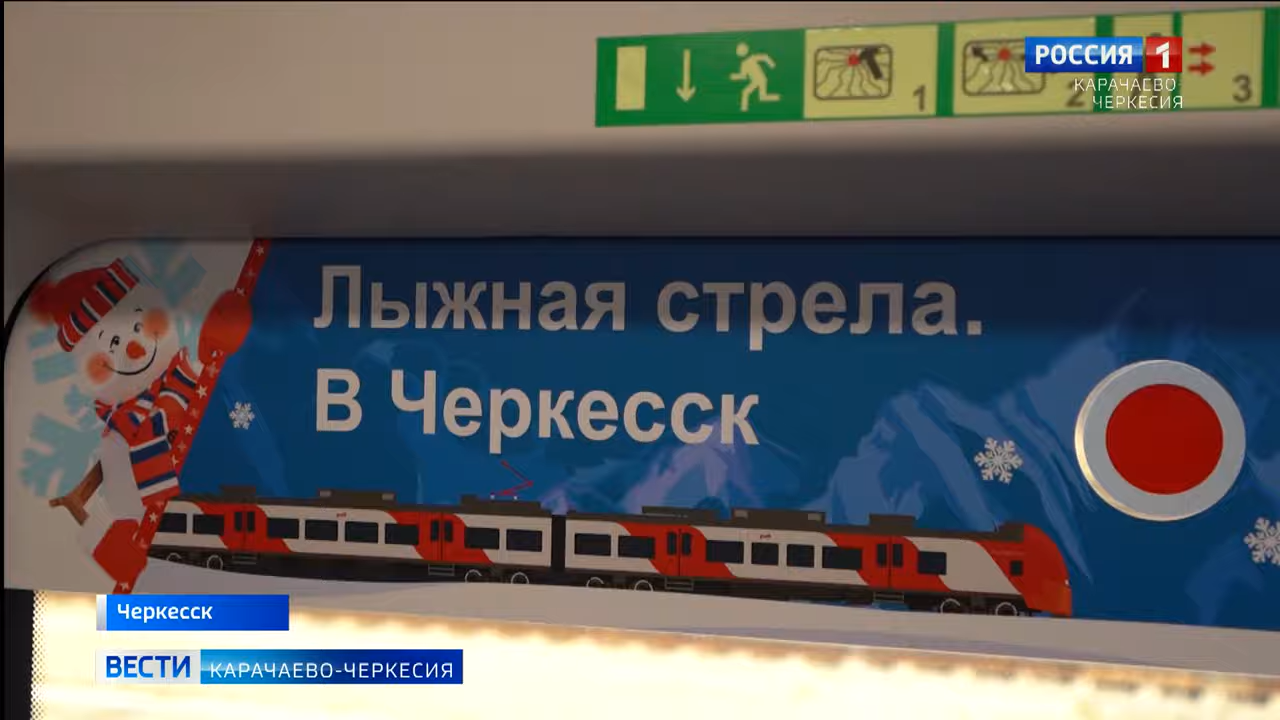 РОССИЯ 1
КАРАЧАЕВО
ЧЕРКЕСИЯ
1
2
3
Лыжная стрела.
В Черкесск
Черкесск
ВЕСТИ КАРАЧАЕВО-ЧЕРКЕСИЯ